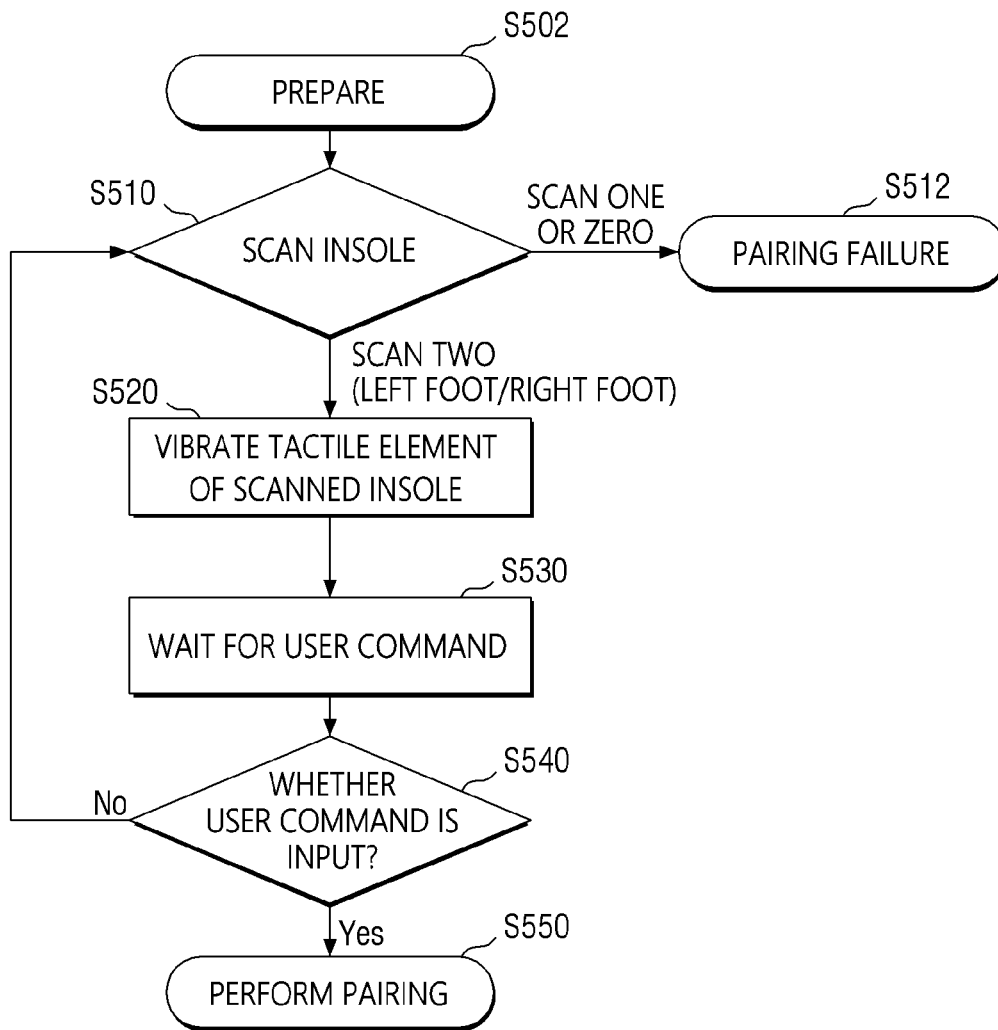 S502
PREPARE
S510
SCAN INSOLE
SCAN ONE
OR ZERO
S512
PAIRING FAILURE
SCAN TWO
(LEFT FOOT/RIGHT FOOT)
S520
VIBRATE TACTILE ELEMENT
OF SCANNED INSOLE
S530
WAIT FOR USER COMMAND
S540
WHETHER
USER COMMAND IS
INPUT?
No
Yes
S550
PERFORM PAIRING